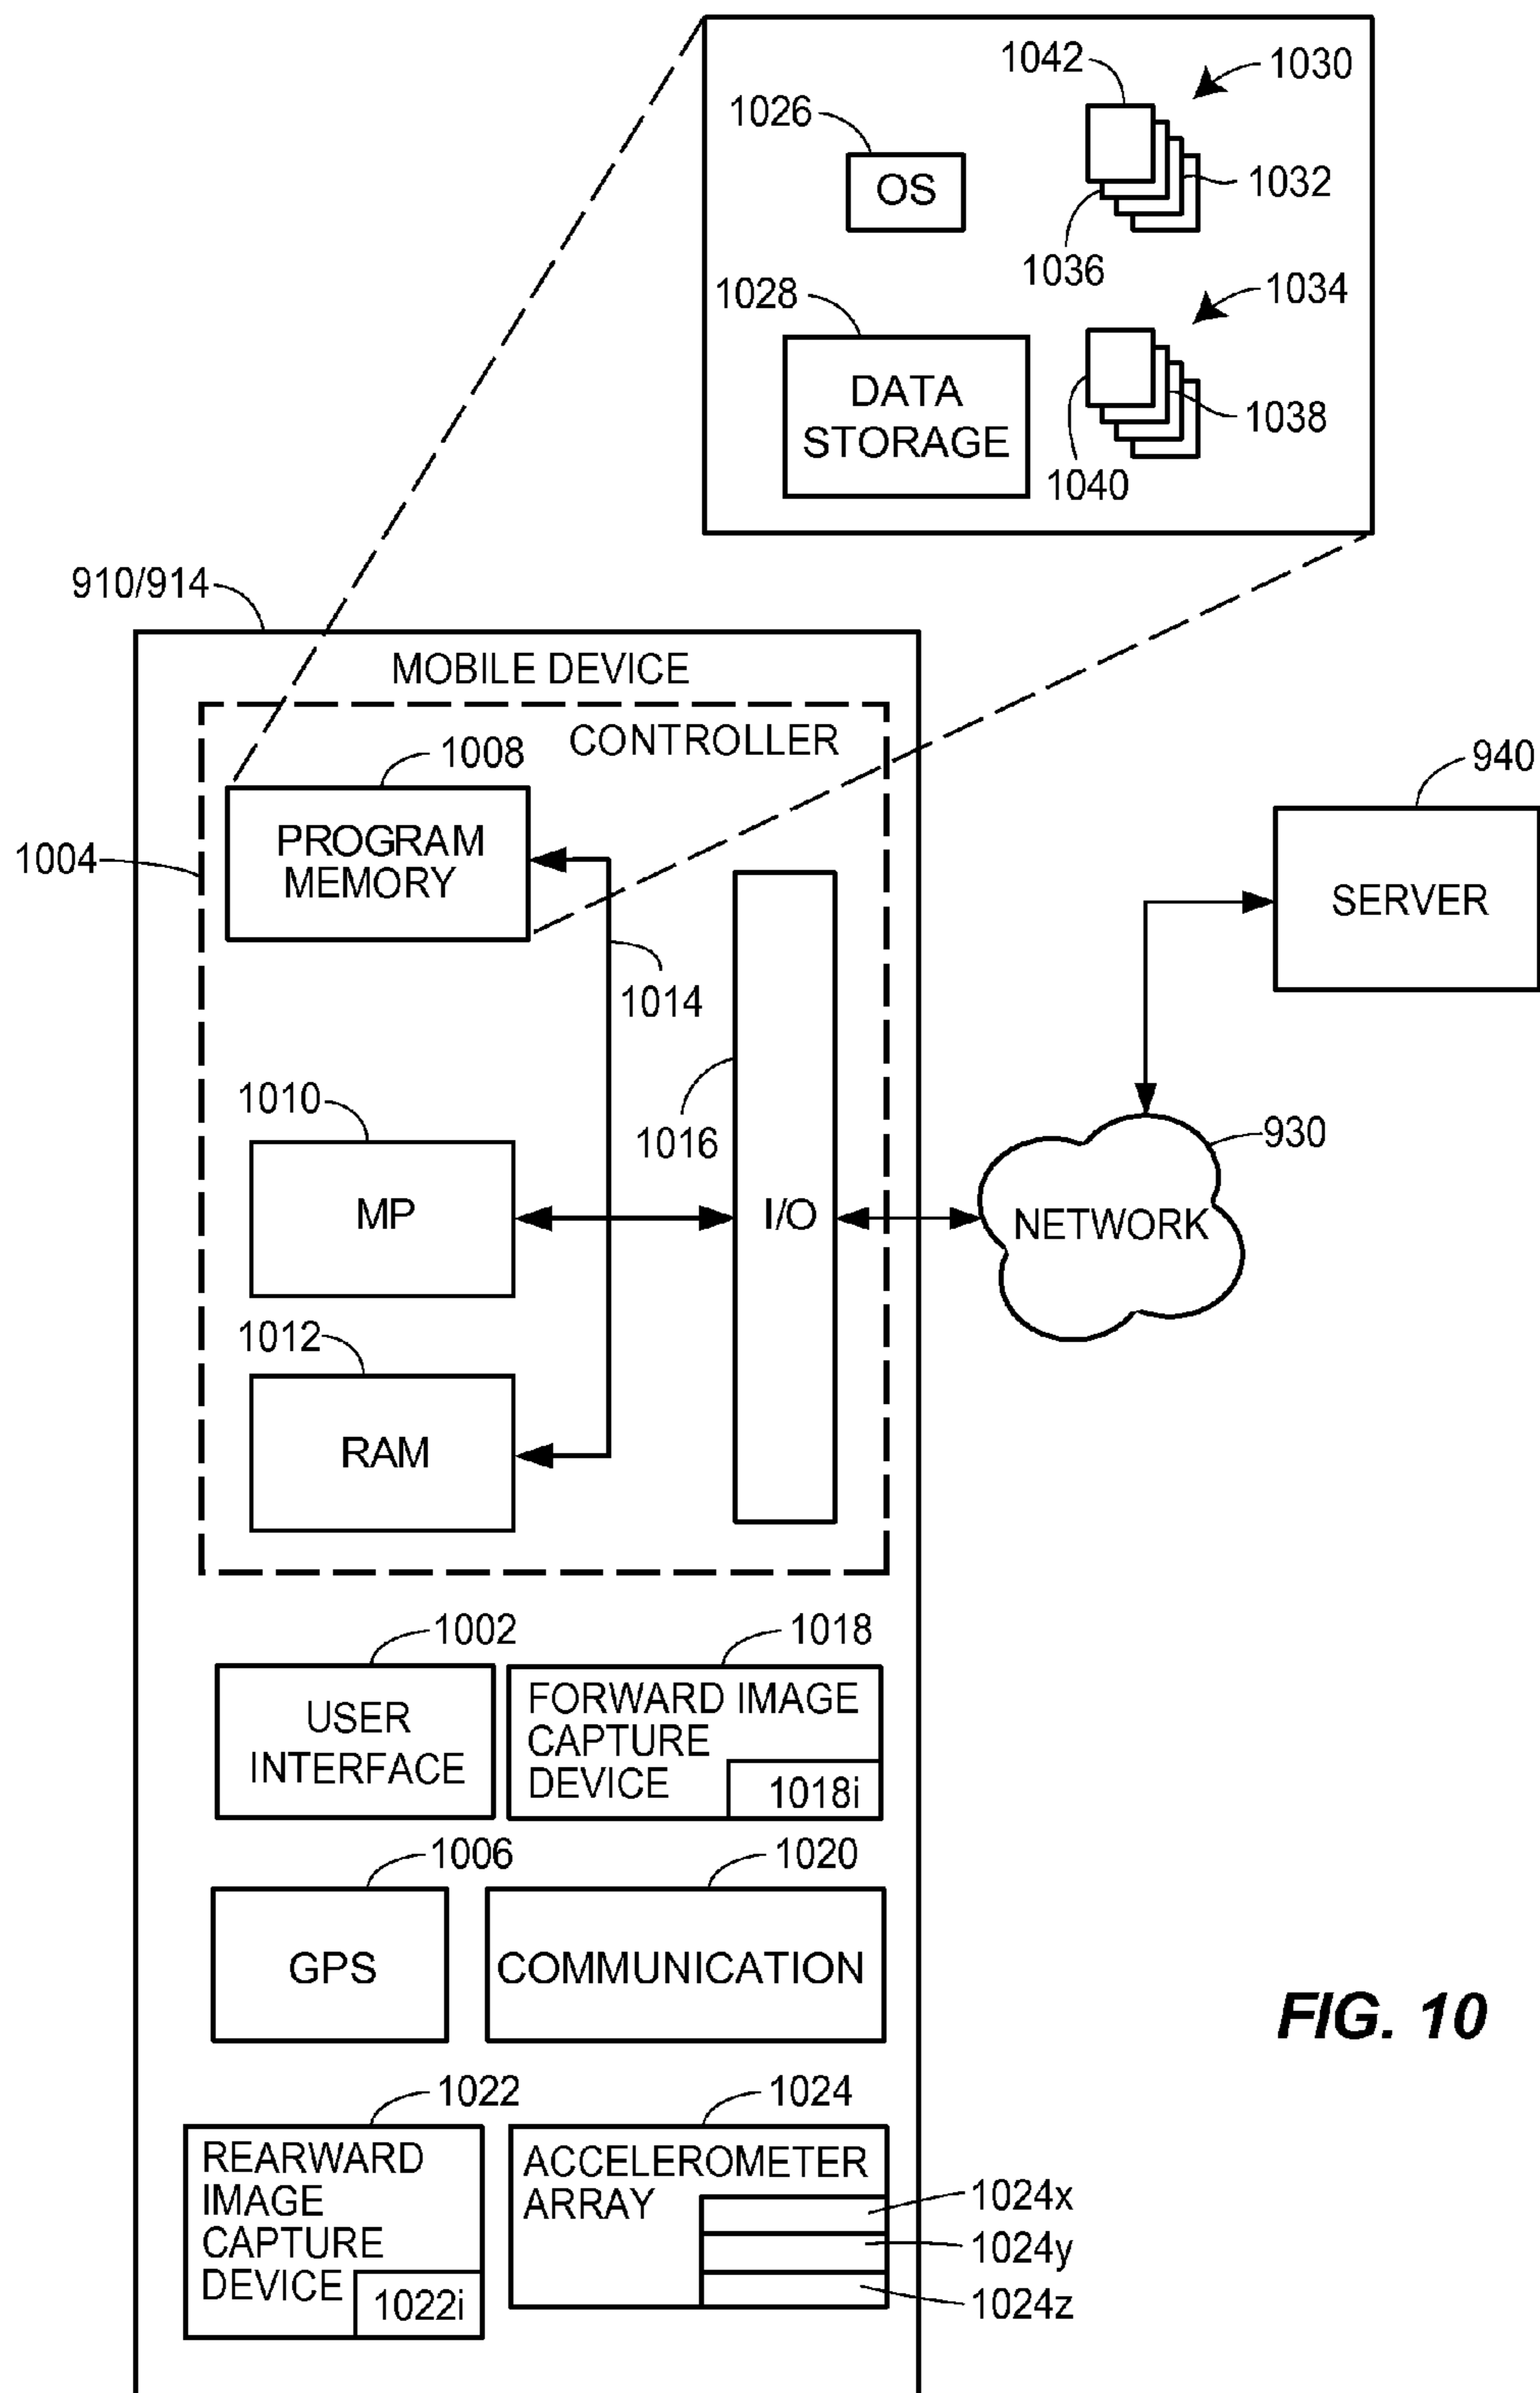 1042
1030
1026
OS
1032
1036
1028
1034
DATA
STORAGE
1038
1040
910/914
MOBILE DEVICE
CONTROLLER
1008
940
PROGRAM
MEMORY
1004
SERVER
1014
1010
1016
930
MP
I/O
NETWORK
1012
RAM
1002
1018
USER
INTERFACE
FORWARD IMAGE
CAPTURE
DEVICE
1018i
1006
1020
GPS
COMMUNICATION
FIG. 10
1022
1024
REARWARD
IMAGE
CAPTURE
DEVICE
1022i
ACCELEROMETER
ARRAY
1024x
1024y
1024z